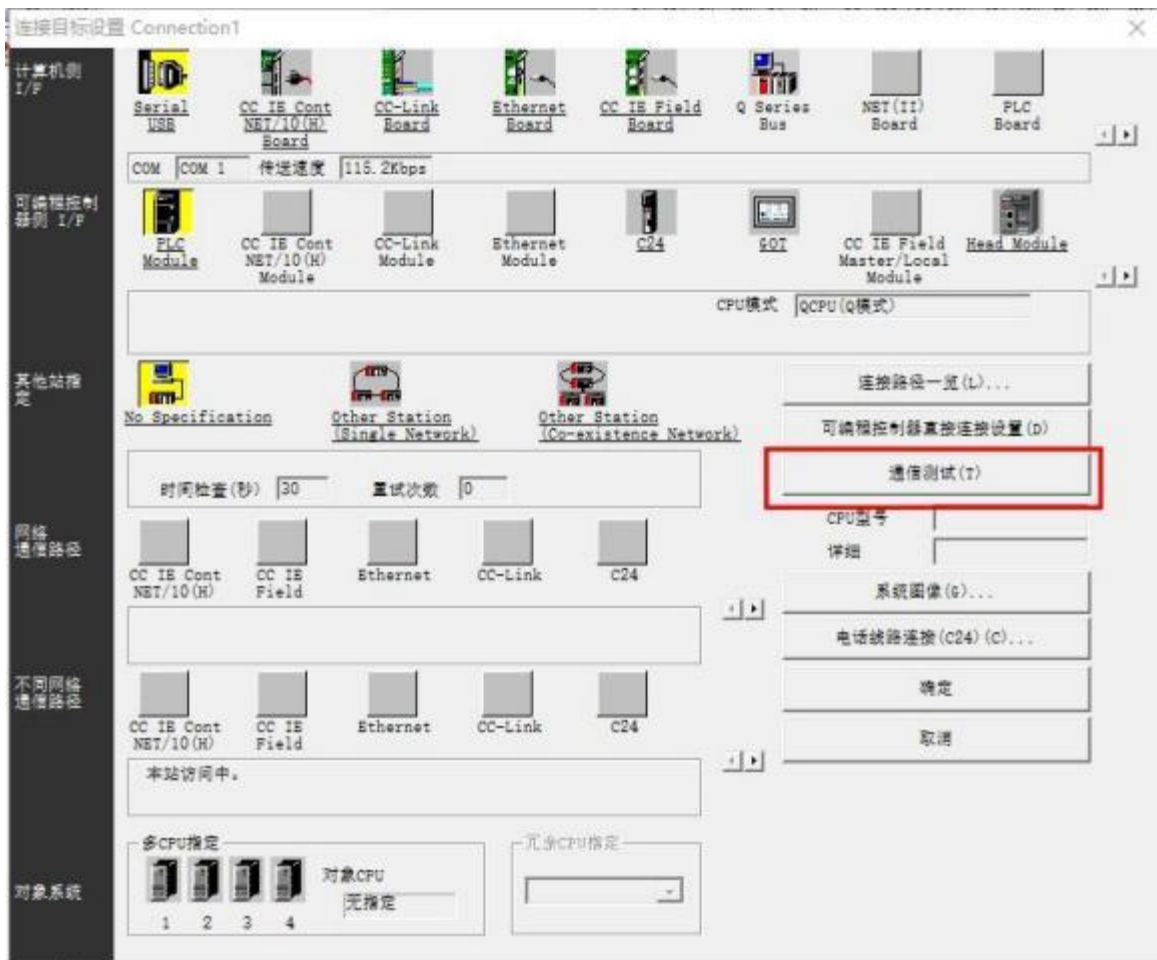 连接目标设置 Connection1
计算机侧
I/F
Serial
USB
CC IE Cont
NET/10(H)
Board
CC-Link
Board
Ethernet
Board
CC IE Field
Board
Q Series
Bus
NET(II)
Board
PLC
Board
COM COM 1 传送速度 115.2Kbps
可编程控制
器侧 I/F
PLC
Module
CC IE Cont
NET/10(H)
Module
CC-Link
Module
Ethernet
Module
C24
GOT
CC IE Field
Master/Local
Module
Head Module
CPU模式 QCPU(Q模式)
其他站指
定
No Specification
Other Station
(Single Network)
Other Station
(Co-existence Network)
时间检查(秒) 30 重试次数 0
连接路径一览(L)...
可编程控制器直接连接设置(D)
通信测试(T)
CPU型号
详细
系统图像(G)...
电话线路连接(C24)(C)...
确定
取消
网络
通信路径
CC IE Cont
NET/10(H)
CC IE
Field
Ethernet
CC-Link
C24
不同网络
通信路径
CC IE Cont
NET/10(H)
CC IE
Field
Ethernet
CC-Link
C24
本站访问中。
对象系统
多CPU指定
1 2 3 4
对象CPU
无指定
冗余CPU指定